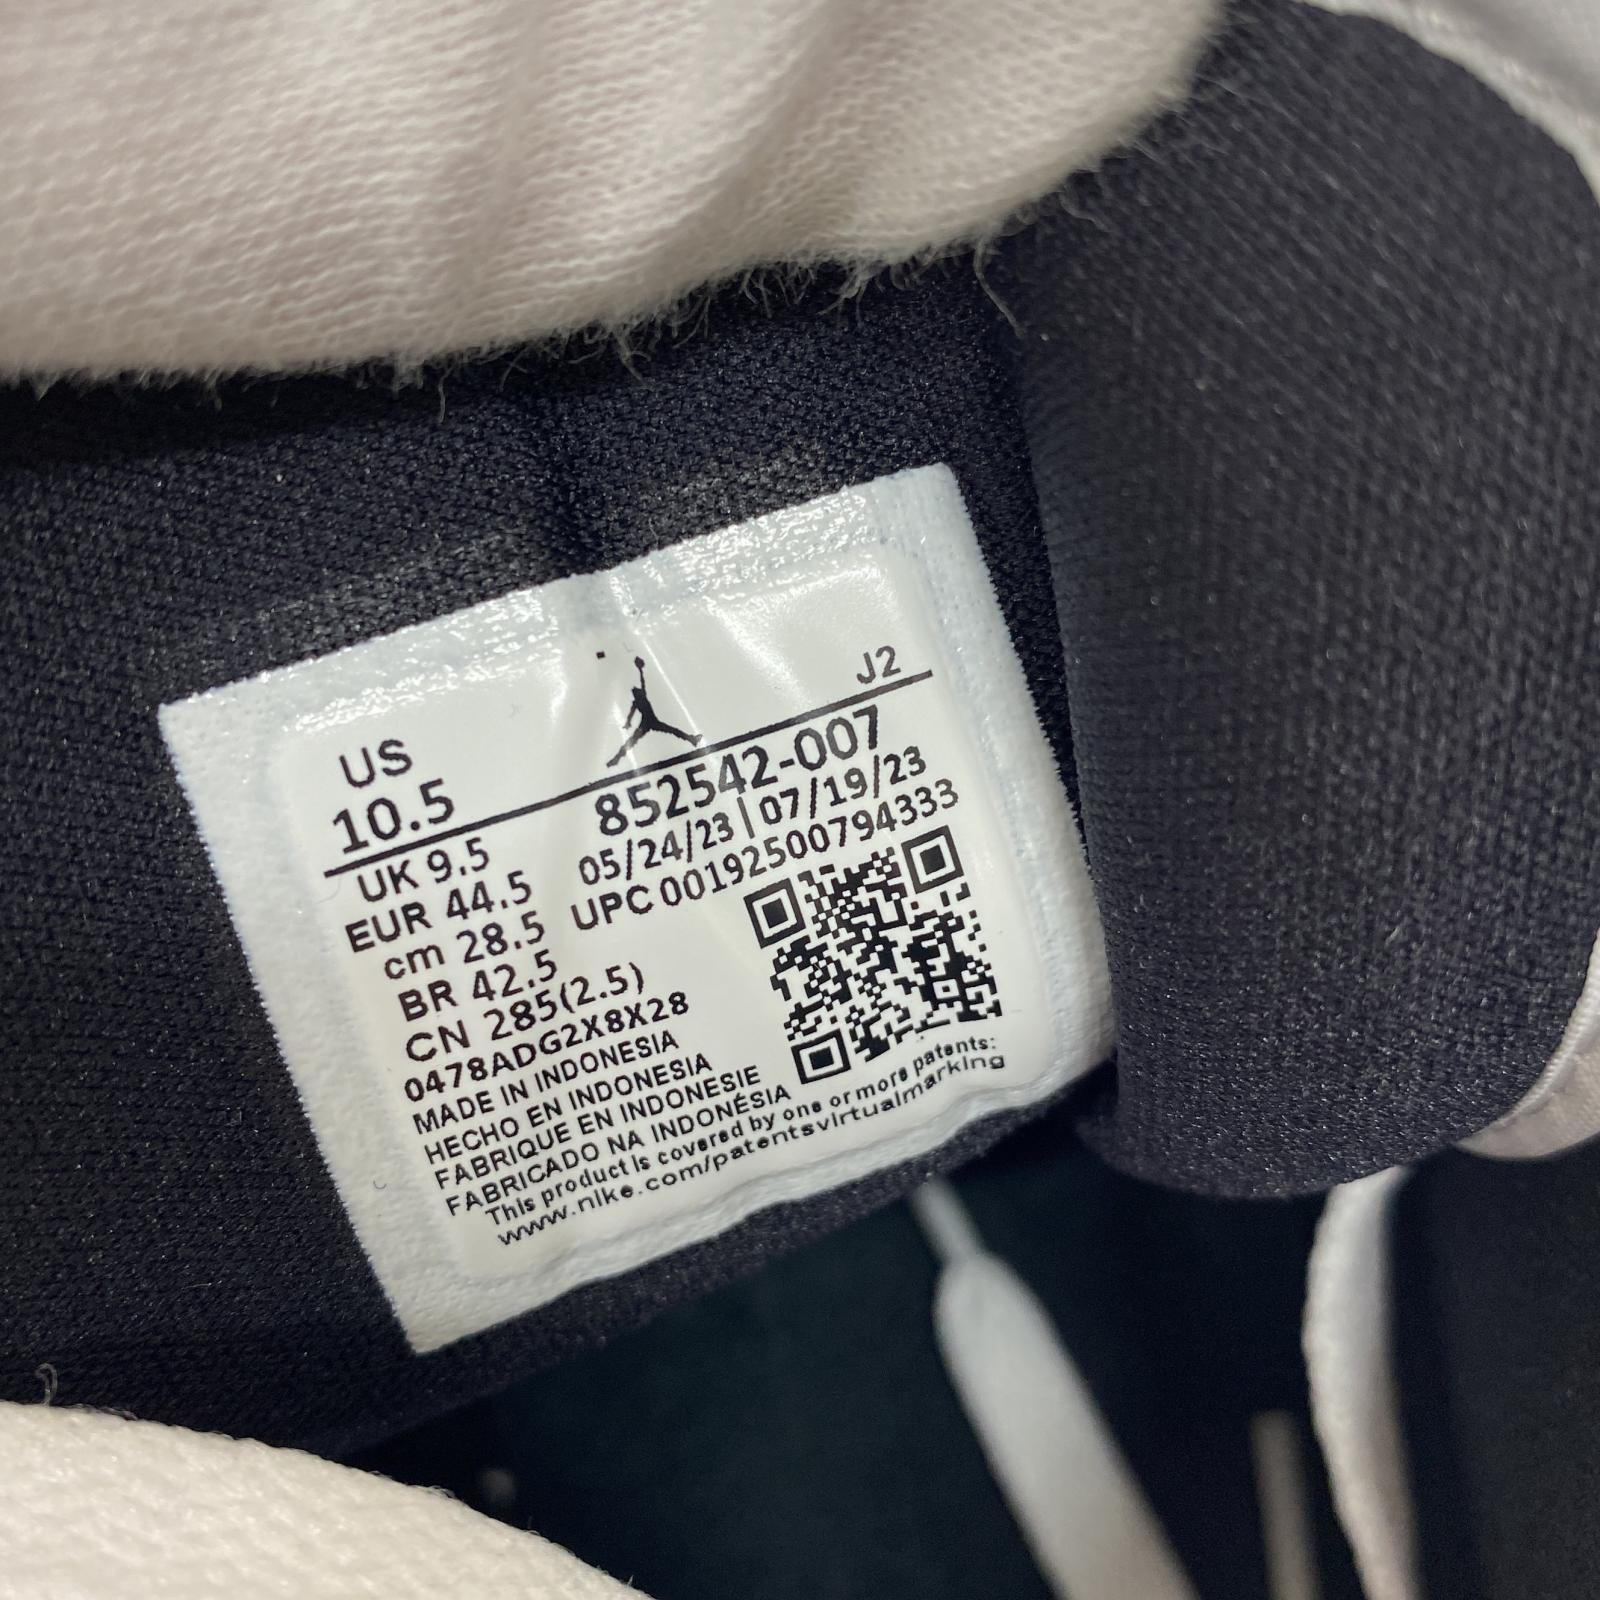 J2
US
10.5
852542-007
05/24/23 | 07/19/23
UPC 00192500794333
UK 9.5
EUR 44.5
cm 28.5
BR 42.5
CN 285(2.5)
0478ADG2X8X28
MADE IN INDONESIA
HECHO EN INDONESIA
FABRIQUE EN INDONESIE
FABRICADO NA INDONÉSIA
This product is covered by one or more patents:
www.nike.com/patentsvirtualmarking